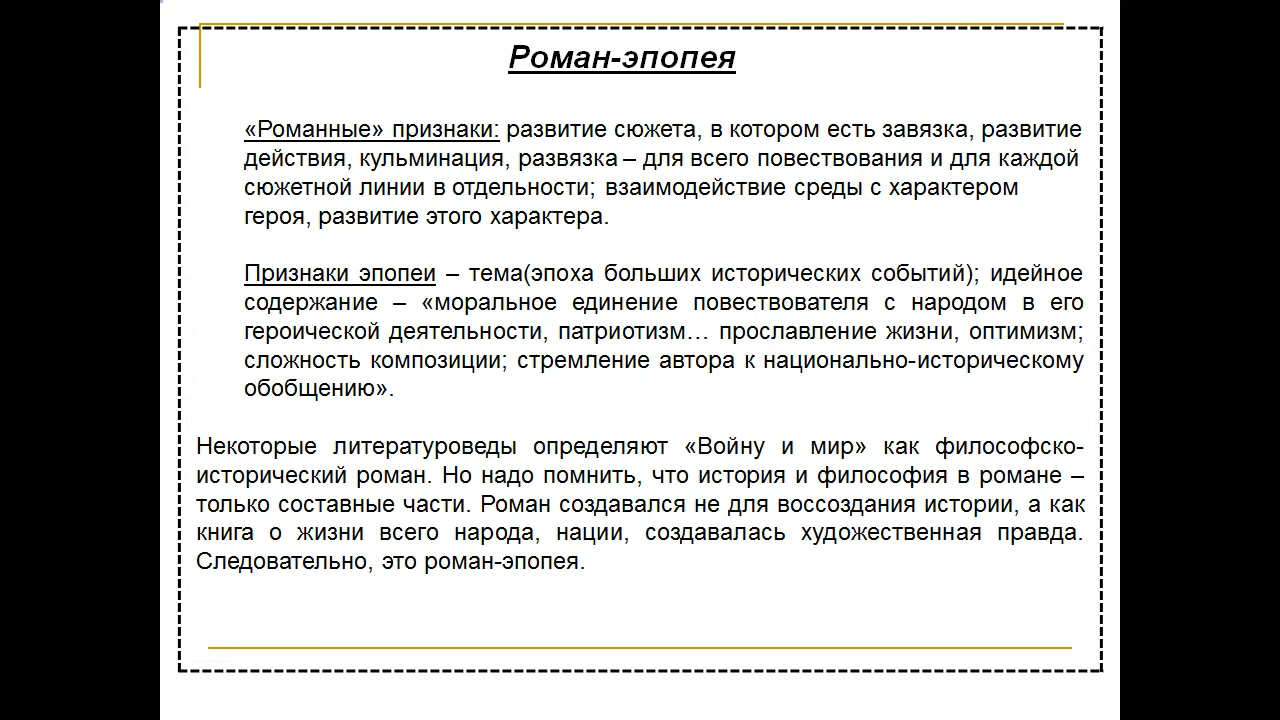 Роман-эпопея
«Романные» признаки: развитие сюжета, в котором есть завязка, развитие
действия, кульминация, развязка – для всего повествования и для каждой
сюжетной линии в отдельности; взаимодействие среды с характером
героя, развитие этого характера.
Признаки эпопеи – тема(эпоха больших исторических событий); идейное
содержание – «моральное единение повествователя с народом в его
героической деятельности, патриотизм… прославление жизни, оптимизм;
сложность композиции; стремление автора к национально-историческому
обобщению».
Некоторые литературоведы определяют «Войну и мир» как философско-
исторический роман. Но надо помнить, что история и философия в романе –
только составные части. Роман создавался не для воссоздания истории, а как
книга о жизни всего народа, нации, создавалась художественная правда.
Следовательно, это роман-эпопея.